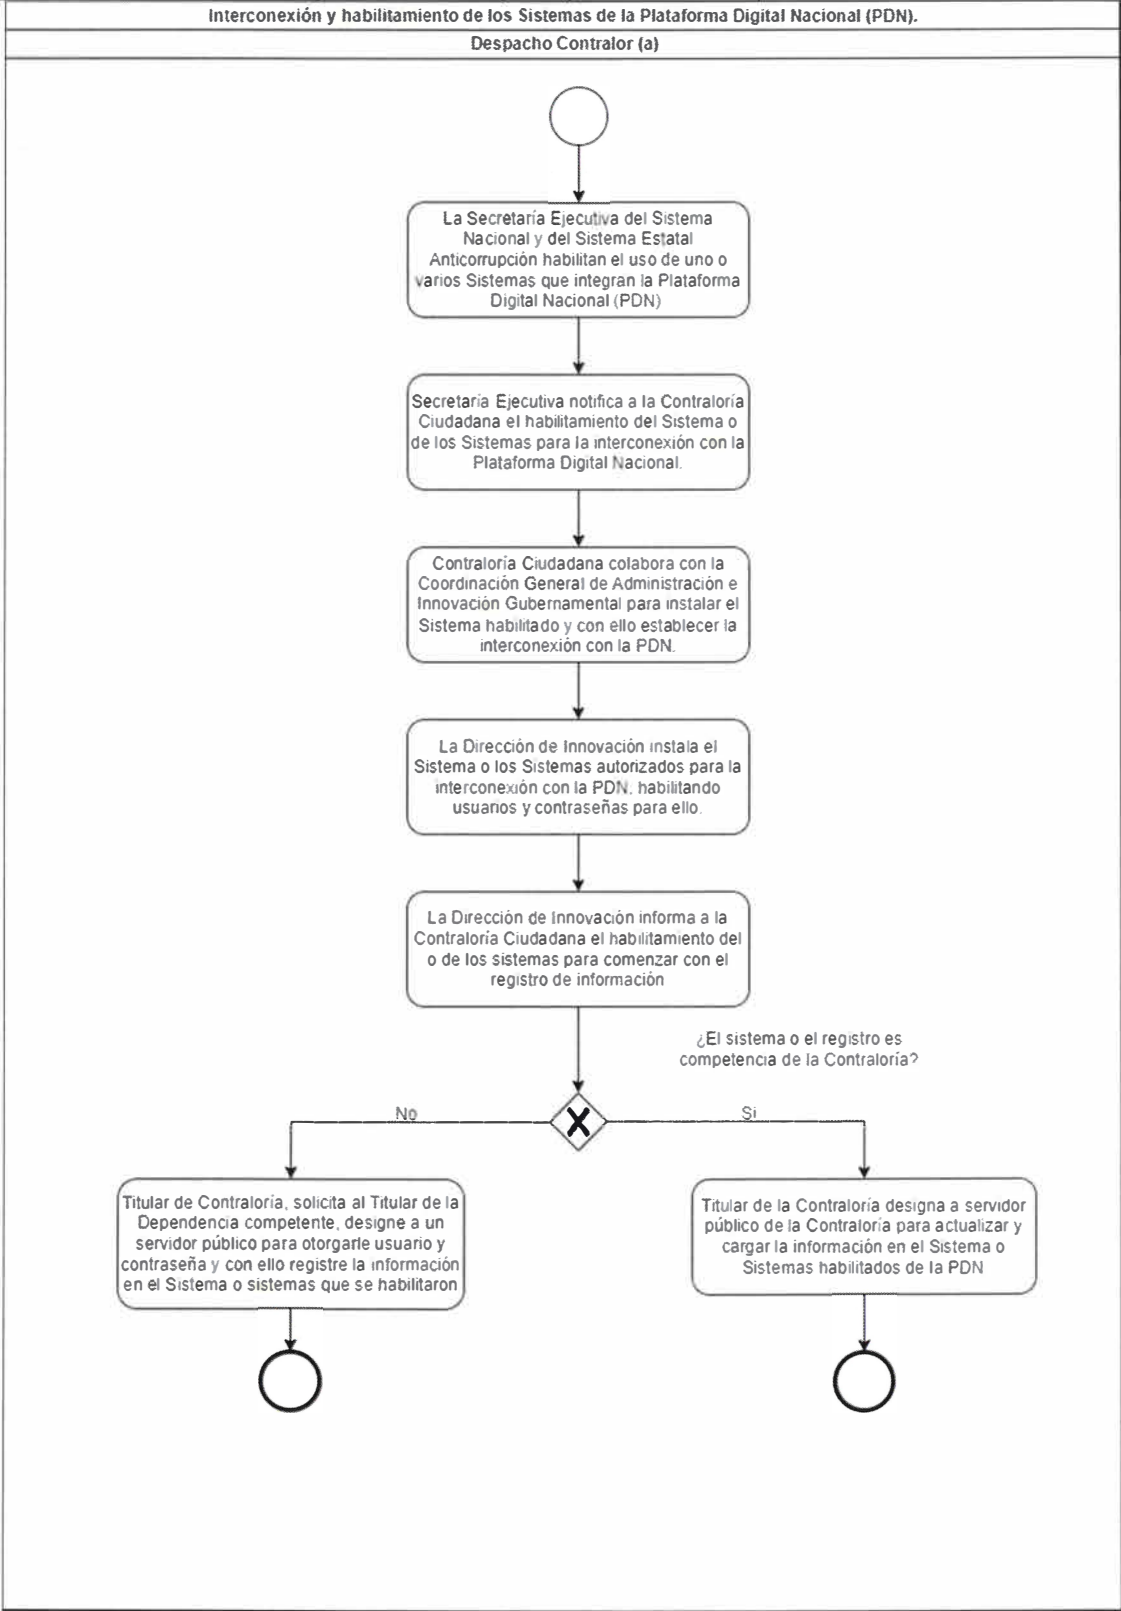 Interconexión y habilitamiento de los Sistemas de la Plataforma Digital Nacional (PDN).
Despacho Contralor (a)
La Secretaría Ejecutiva del Sistema
Nacional y del Sistema Estatal
Anticorrupción habilitan el uso de uno o
varios Sistemas que integran la Plataforma
Digital Nacional (PDN)
Secretaría Ejecutiva notifica a la Contraloría
Ciudadana el habilitamiento del Sistema o
de los Sistemas para la interconexión con la
Plataforma Digital Nacional.
Contraloría Ciudadana colabora con la
Coordinación General de Administración e
Innovación Gubernamental para instalar el
Sistema habilitado y con ello establecer la
interconexión con la PDN.
La Dirección de Innovación instala el
Sistema o los Sistemas autorizados para la
interconexión con la PDN, habilitando
usuarios y contraseñas para ello.
La Dirección de Innovación informa a la
Contraloría Ciudadana el habilitamiento del
o de los sistemas para comenzar con el
registro de información
¿El sistema o el registro es
competencia de la Contraloría?
No
Si
Titular de Contraloría, solicita al Titular de la
Dependencia competente, designe a un
servidor público para otorgarle usuario y
contraseña y con ello registre la información
en el Sistema o sistemas que se habilitaron
Titular de la Contraloría designa a servidor
público de la Contraloría para actualizar y
cargar la información en el Sistema o
Sistemas habilitados de la PDN